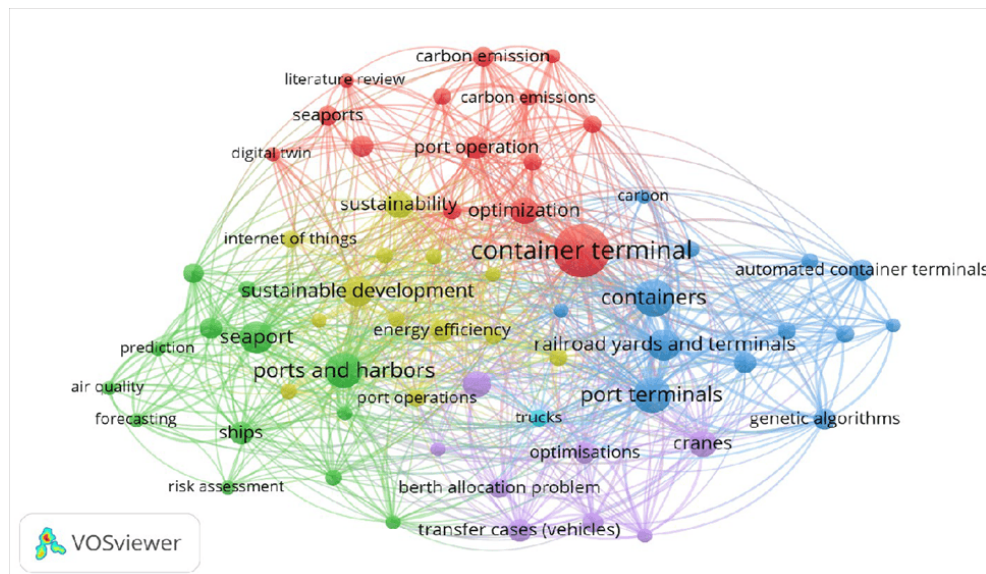 carbon emission
literature review
carbon emissions
seaports
port operation
digital twin
carbon
sustainability
optimization
internet of things
container terminal
automated container terminals
sustainable development
containers
energy efficiency
seaport
railroad yards and terminals
prediction
ports and harbors
air quality
port operations
port terminals
forecasting
trucks
genetic algorithms
ships
cranes
optimisations
risk assessment
berth allocation problem
transfer cases (vehicles)
VOSviewer